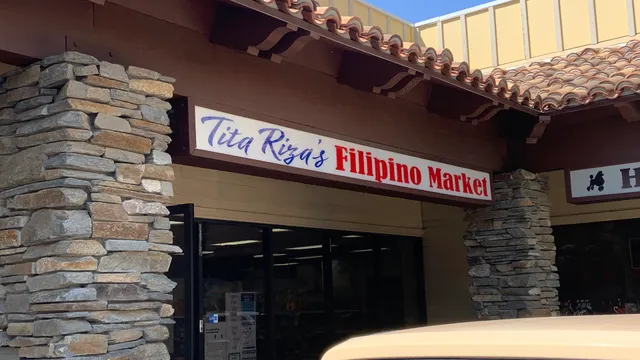 Tita Riza's Filipino Market
H